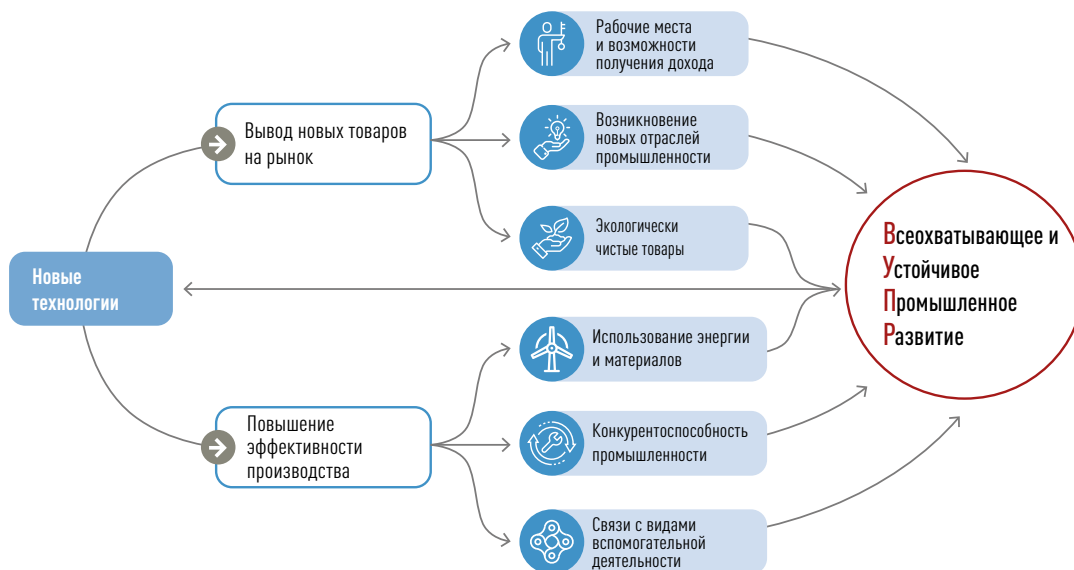 Новые
технологии
Вывод новых товаров
на рынок
Повышение
эффективности
производства
Рабочие места
и возможности
получения дохода
Возникновение
новых отраслей
промышленности
Экологически
чистые товары
Использование энергии
и материалов
Конкурентоспособность
промышленности
Связи с видами
вспомогательной
деятельности
Всеохватывающее и
Устойчивое
Промышленное
Развитие